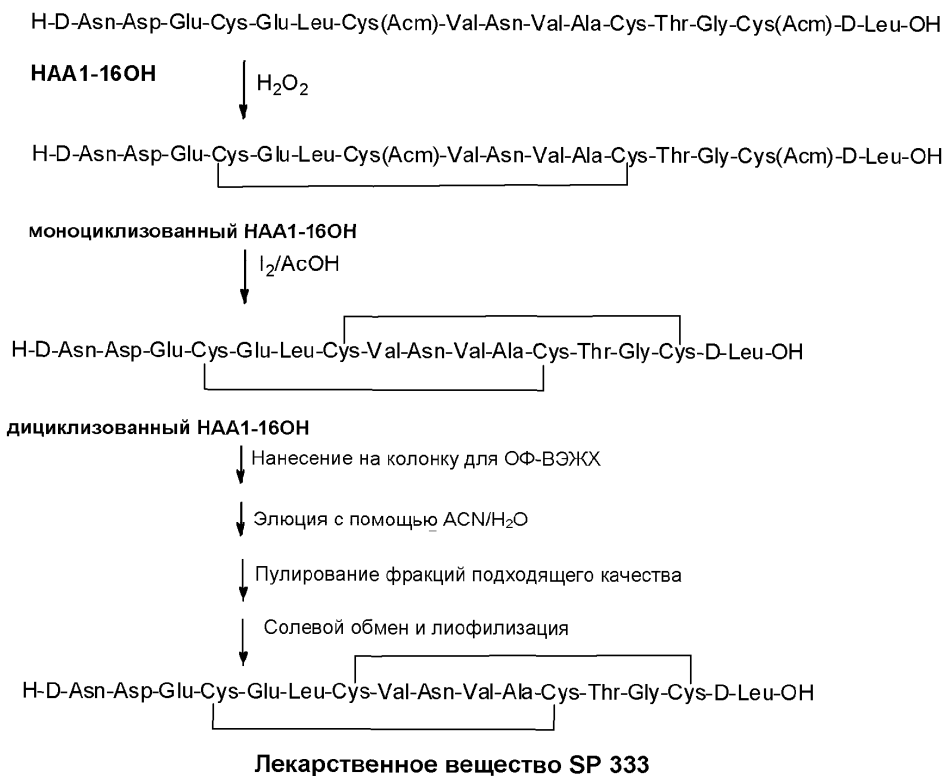 H-D-Asn-Asp-Glu-Cys-Glu-Leu-Cys(Acm)-Val-Asn-Val-Ala-Cys-Thr-Gly-Cys(Acm)-D-Leu-OH
HAA1-16OH
H₂O₂
H-D-Asn-Asp-Glu-Cys-Glu-Leu-Cys(Acm)-Val-Asn-Val-Ala-Cys-Thr-Gly-Cys(Acm)-D-Leu-OH
моноциклизованный HAA1-16OH
I₂/AcOH
H-D-Asn-Asp-Glu-Cys-Glu-Leu-Cys-Val-Asn-Val-Ala-Cys-Thr-Gly-Cys-D-Leu-OH
дициклизованный HAA1-16OH
Нанесение на колонку для ОФ-ВЭЖХ
Элюция с помощью ACN/H₂O
Пулирование фракций подходящего качества
Солевой обмен и лиофилизация
H-D-Asn-Asp-Glu-Cys-Glu-Leu-Cys-Val-Asn-Val-Ala-Cys-Thr-Gly-Cys-D-Leu-OH
Лекарственное вещество SP 333